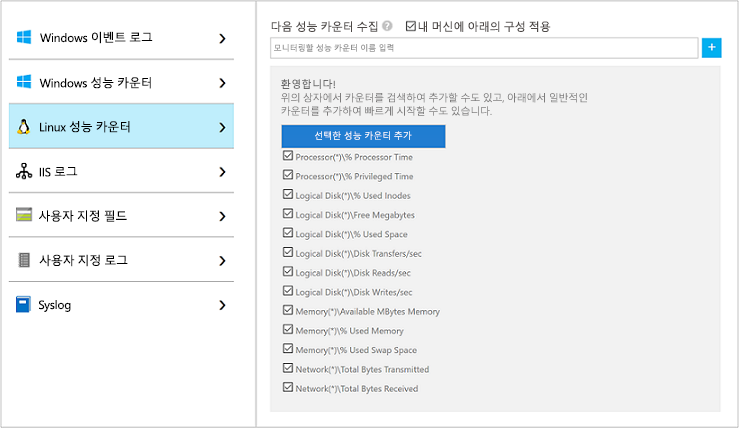 Windows 이벤트 로그
Windows 성능 카운터
Linux 성능 카운터
IIS 로그
사용자 지정 필드
사용자 지정 로그
Syslog
다음 성능 카운터 수집 ? 내 머신에 아래의 구성 적용
모니터링할 성능 카운터 이름 입력
+
환영합니다!
위의 상자에서 카운터를 검색하여 추가할 수도 있고, 아래에서 일반적인
카운터를 추가하여 빠르게 시작할 수도 있습니다.
선택한 성능 카운터 추가
Processor(*)\% Processor Time
Processor(*)\% Privileged Time
Logical Disk(*)\% Used Inodes
Logical Disk(*)\Free Megabytes
Logical Disk(*)\% Used Space
Logical Disk(*)\Disk Transfers/sec
Logical Disk(*)\Disk Reads/sec
Logical Disk(*)\Disk Writes/sec
Memory(*)\Available MBytes Memory
Memory(*)\% Used Memory
Memory(*)\% Used Swap Space
Network(*)\Total Bytes Transmitted
Network(*)\Total Bytes Received